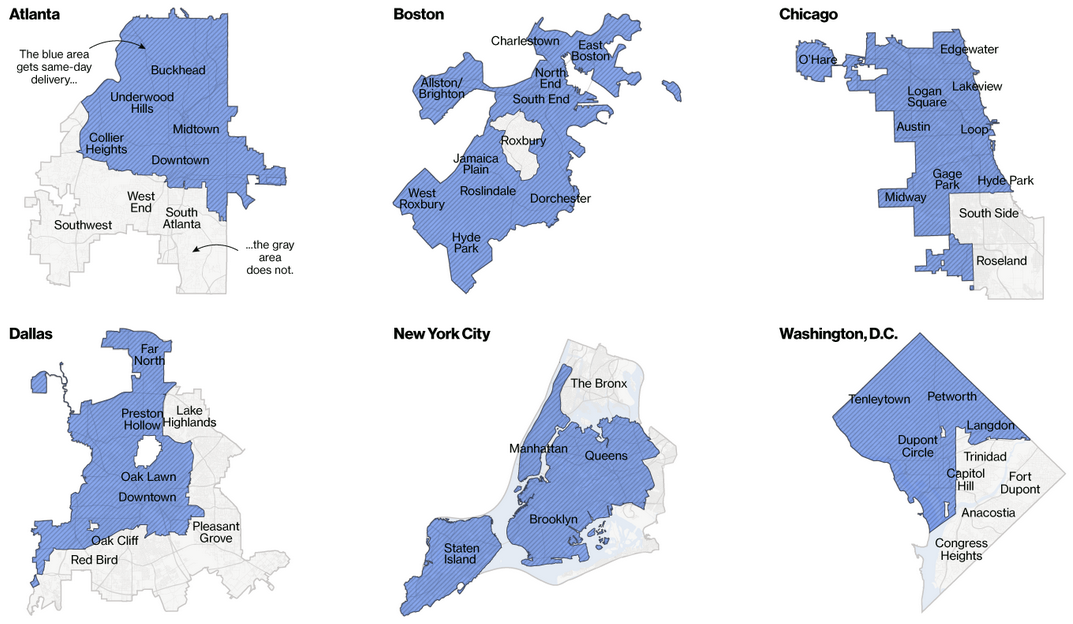 Atlanta
The blue area
gets same-day
delivery...
Buckhead
Underwood
Hills
Midtown
Collier
Heights
Downtown
West
End
South
Atlanta
Southwest
...the gray
area
does not.
Boston
Charlestown
East
Boston
North
End
Allston/
Brighton
South End
Roxbury
Jamaica
Plain
West
Roxbury
Roslindale
Dorchester
Hyde
Park
Chicago
Edgewater
O'Hare
Lakeview
Logan
Square
Austin
Loop
Gage
Park
Hyde Park
Midway
South Side
Roseland
Dallas
Far
North
Preston
Hollow
Lake
Highlands
Oak Lawn
Downtown
Pleasant
Grove
Oak Cliff
Red Bird
New York City
The Bronx
Manhattan
Queens
Brooklyn
Staten
Island
Washington, D.C.
Tenleytown
Petworth
Langdon
Dupont
Circle
Trinidad
Capitol
Hill
Fort
Dupont
Anacostia
Congress
Heights